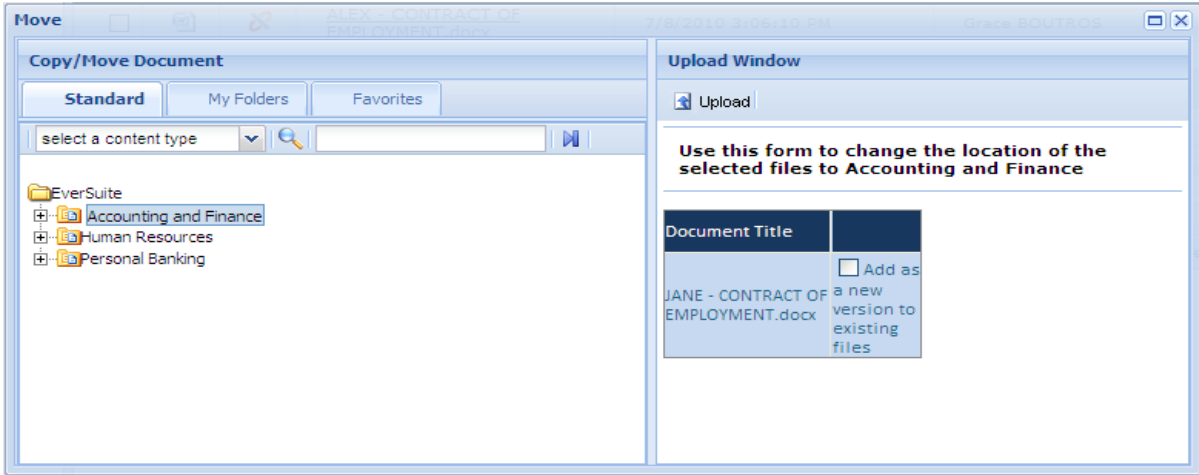 Move
ALEX - CONTRACT OF
EMPLOYMENT.docx
7/8/2010 3:06:10 PM
Grace BOUTROS
Copy/Move Document
Standard
My Folders
Favorites
select a content type
EverSuite
Accounting and Finance
Human Resources
Personal Banking
Upload Window
Upload
Use this form to change the location of the
selected files to Accounting and Finance
Document Title
JANE - CONTRACT OF
EMPLOYMENT.docx
Add as
a new
version to
existing
files